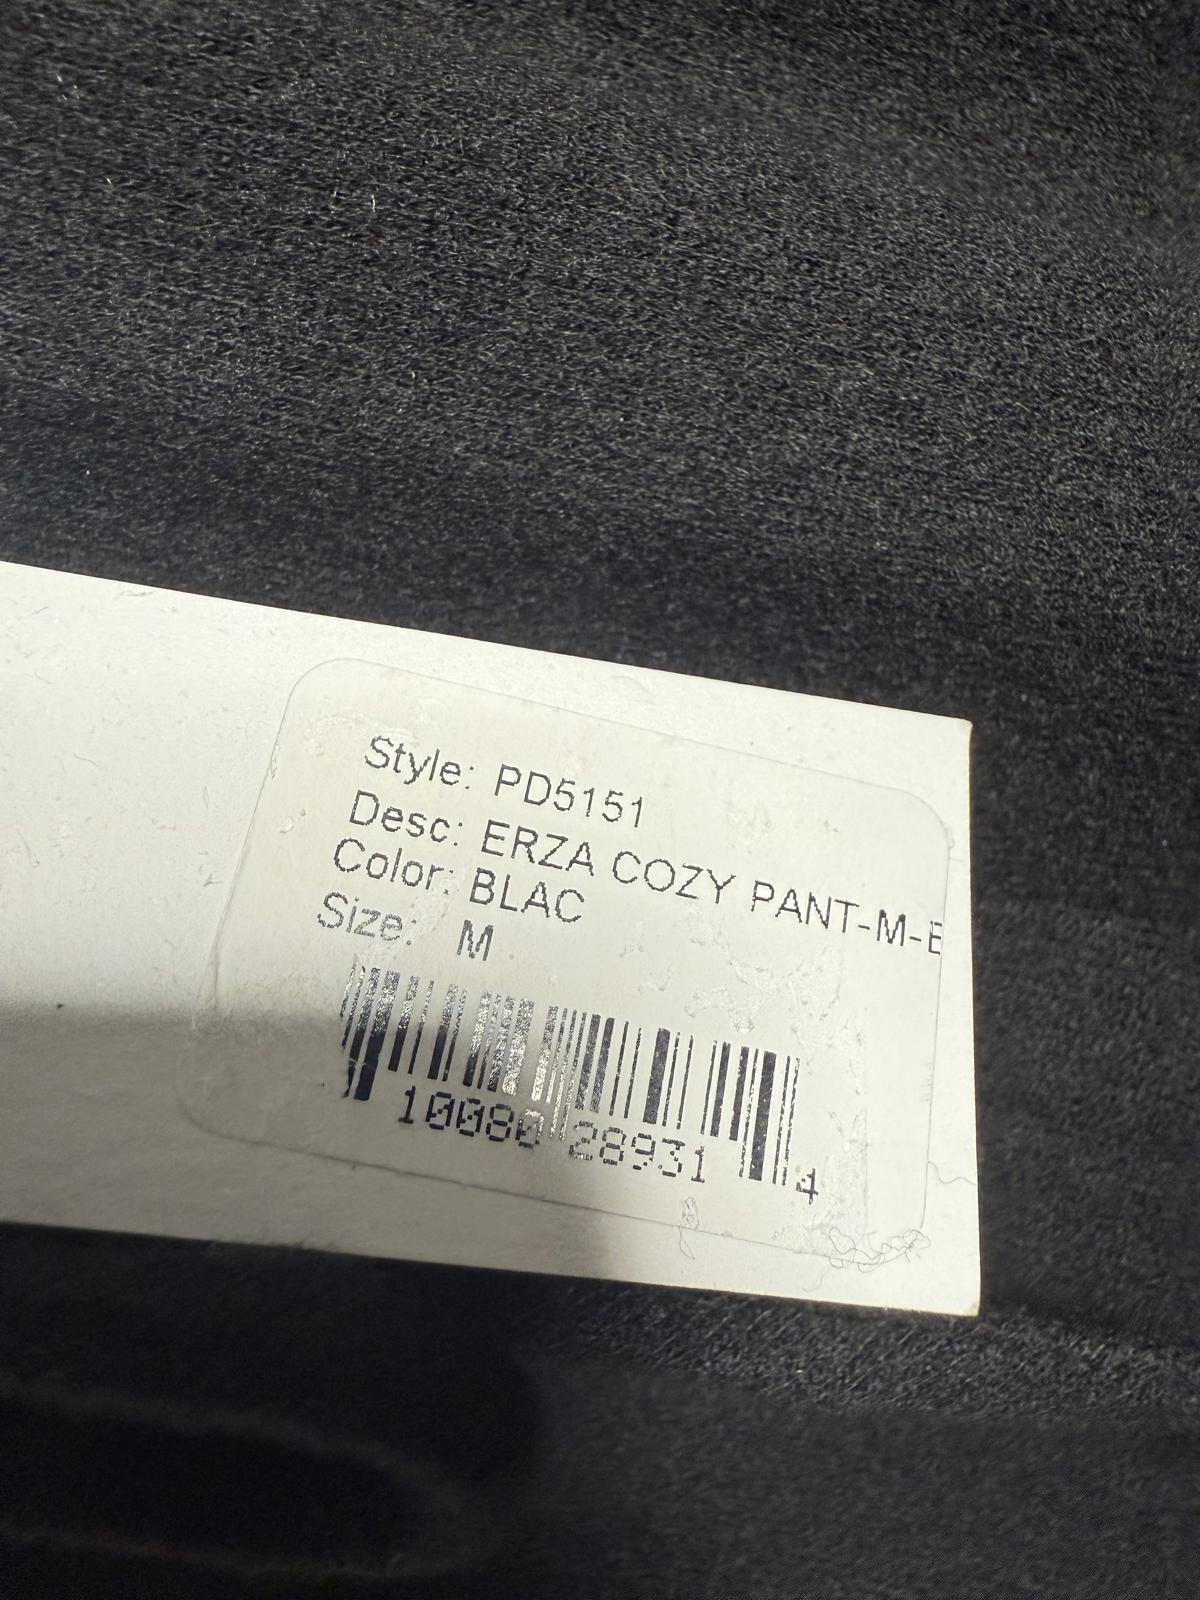 Style: PD5151
Desc: ERZA COZY PANT-M-B
Color: BLAC
Size: M
10080 28931 4